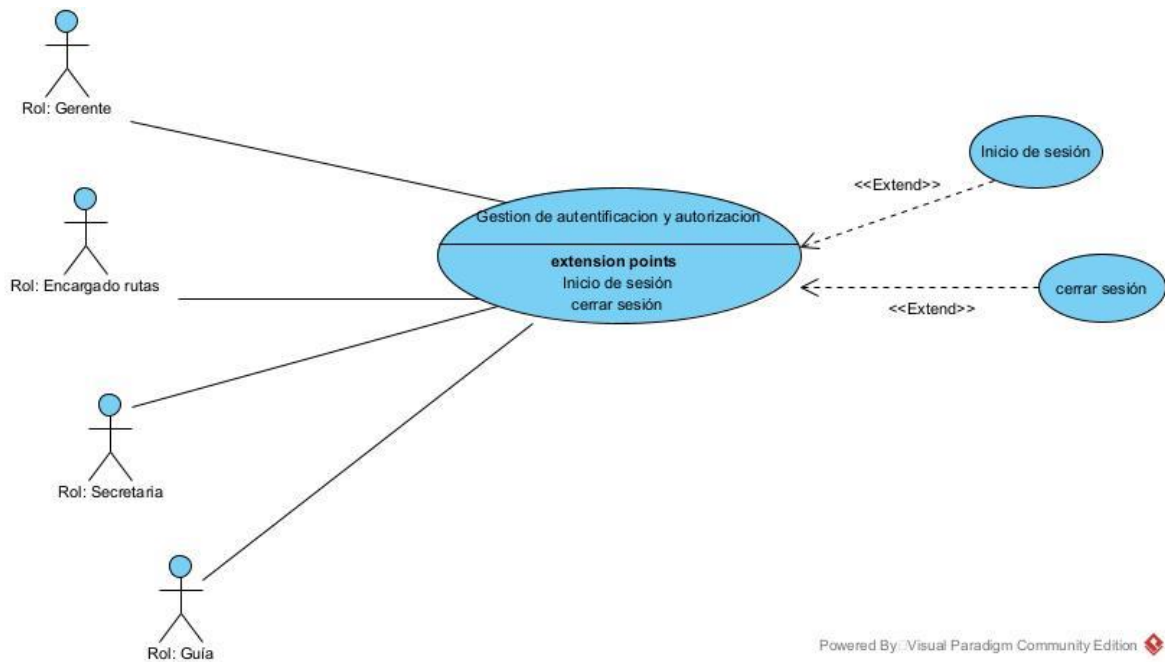 Rol: Gerente
Inicio de sesión
<<Extend>>
Gestion de autentificacion y autorizacion
extension points
Inicio de sesión
cerrar sesión
Rol: Encargado rutas
cerrar sesión
<<Extend>>
Rol: Secretaria
Rol: Guía
Powered By Visual Paradigm Community Edition